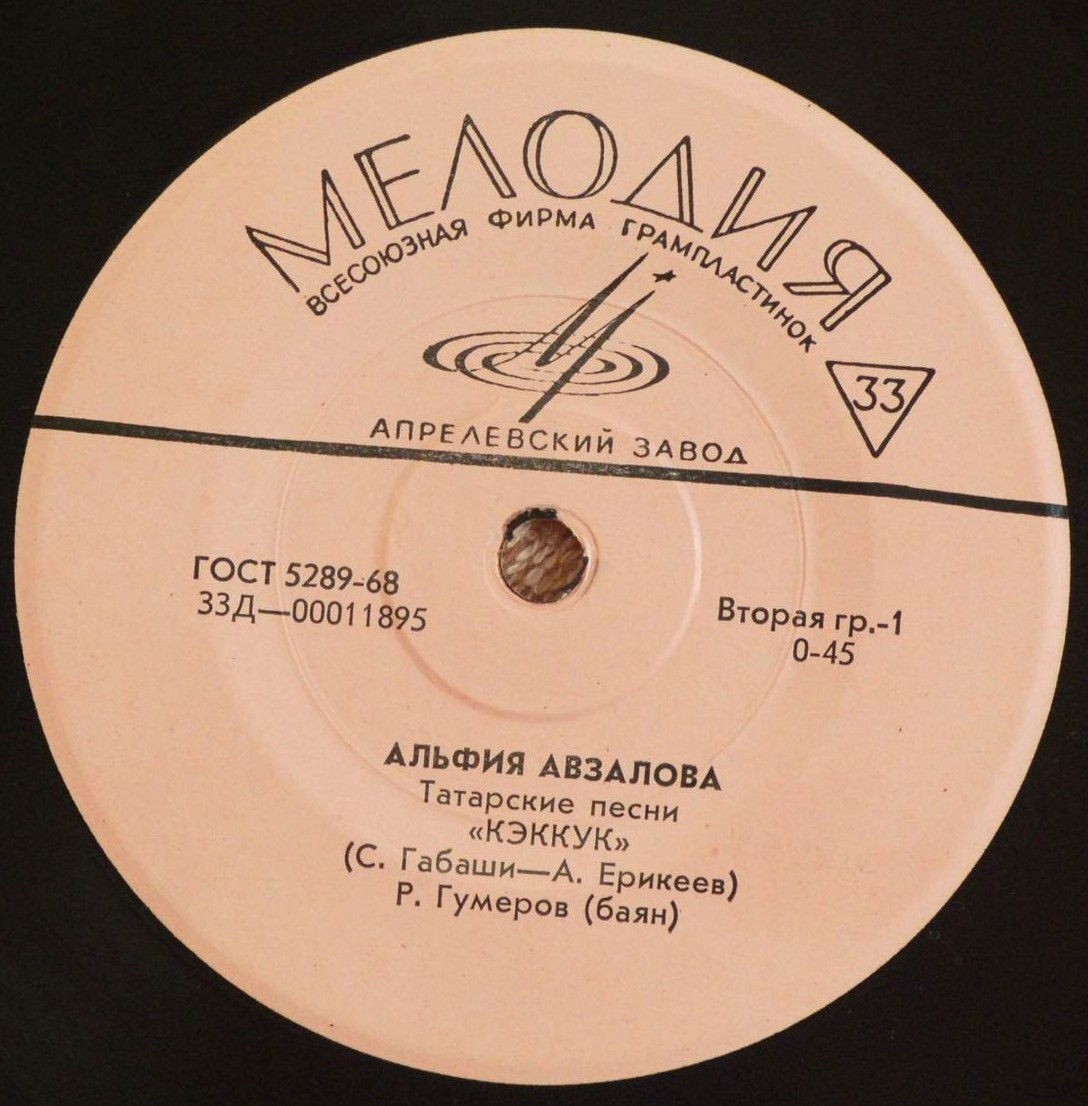 МЕЛОДИЯ
ВСЕСОЮЗНАЯ ФИРМА ГРАМПЛАСТИНОК
33
АПРЕЛЕВСКИЙ ЗАВОД
ГОСТ 5289-68
33Д—00011895
Вторая гр.-1
0-45
АЛЬФИЯ АВЗАЛОВА
Татарские песни
«КЭККУК»
(С. Габаши—А. Ерикеев)
Р. Гумеров (баян)